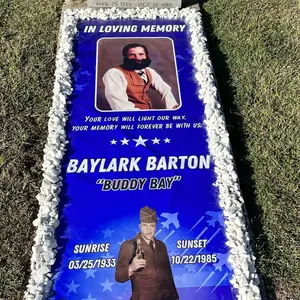 IN LOVING MEMORY
YOUR LOVE WILL LIGHT OUR WAY,
YOUR MEMORY WILL FOREVER BE WITH US.
BAYLARK BARTON
"BUDDY BAY"
SUNRISE
03/25/1933
SUNSET
10/22/1985